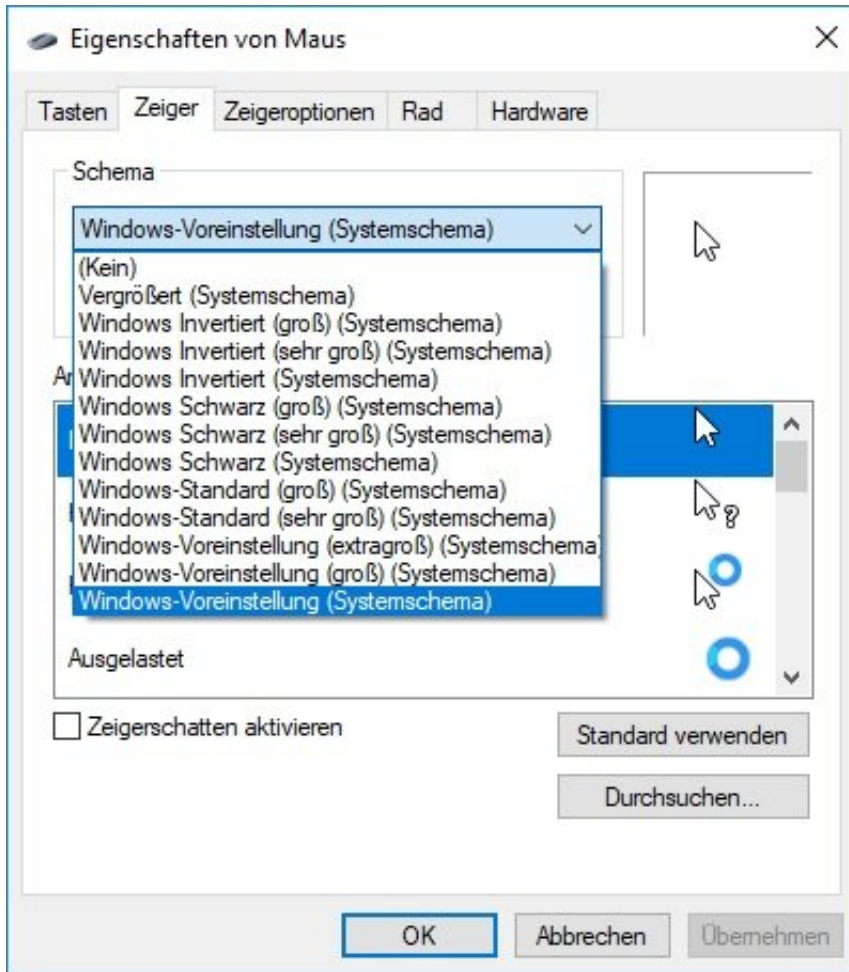 Eigenschaften von Maus
Tasten Zeiger Zeigeroptionen Rad Hardware
Schema
Windows-Voreinstellung (Systemschema)
(Kein)
Vergrößert (Systemschema)
Windows Invertiert (groß) (Systemschema)
Windows Invertiert (sehr groß) (Systemschema)
Windows Invertiert (Systemschema)
Windows Schwarz (groß) (Systemschema)
Windows Schwarz (sehr groß) (Systemschema)
Windows Schwarz (Systemschema)
Windows-Standard (groß) (Systemschema)
Windows-Standard (sehr groß) (Systemschema)
Windows-Voreinstellung (extragroß) (Systemschema)
Windows-Voreinstellung (groß) (Systemschema)
Windows-Voreinstellung (Systemschema)
Ausgelastet
Zeigerschatten aktivieren
Standard verwenden
Durchsuchen...
OK Abbrechen Übernehmen